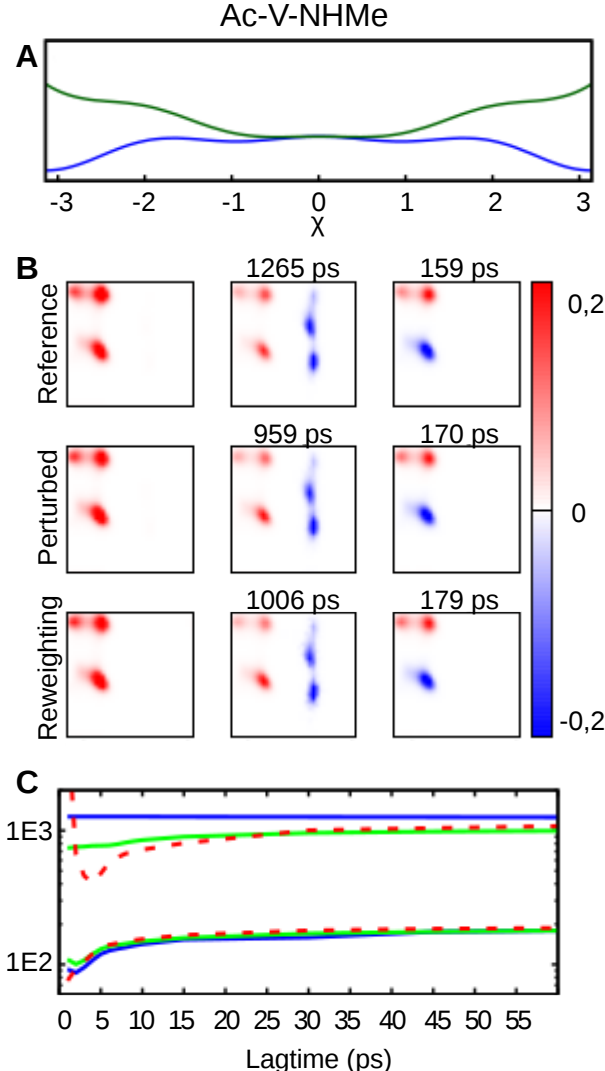 Ac-V-NHMe
A
-3 -2 -1 0 1 2 3
χ
B
1265 ps 159 ps
Reference
0,2
959 ps 170 ps
Perturbed
0
1006 ps 179 ps
Reweighting
-0,2
C
1E3
1E2
0 5 10 15 20 25 30 35 40 45 50 55
Lagtime (ps)